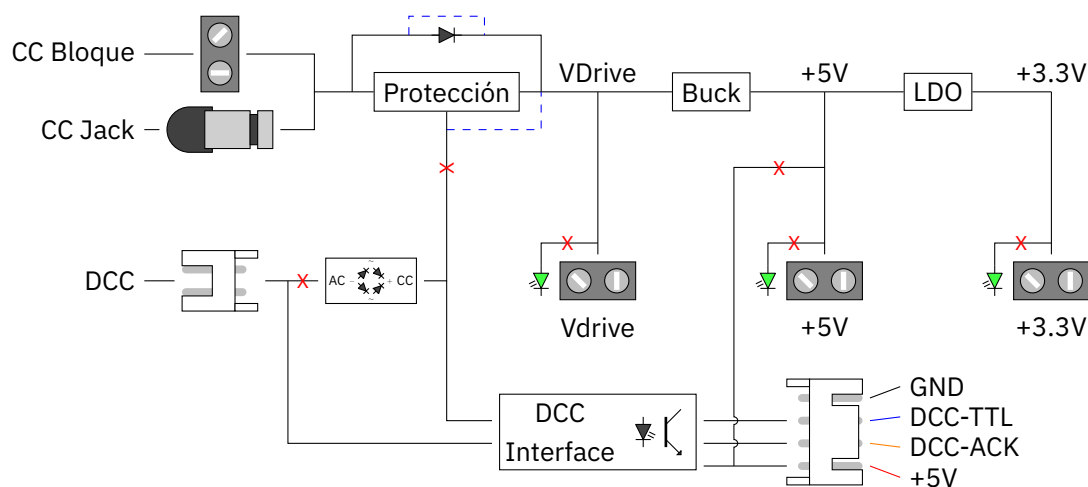 CC Bloque
CC Jack
Protección
VDrive
Buck
+5V
LDO
+3.3V
X
X
X
X
X
DCC
X
AC - + CC
~
~
Vdrive
+5V
+3.3V
DCC
Interface
GND
DCC-TTL
DCC-ACK
+5V